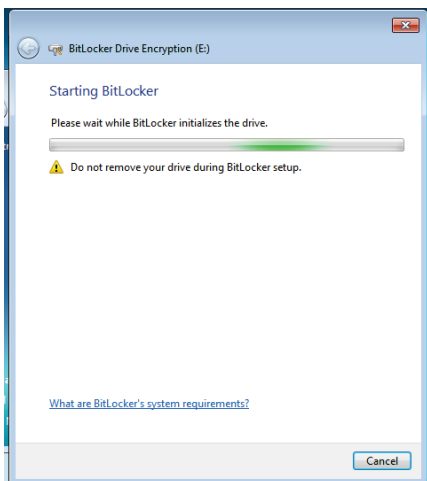 BitLocker Drive Encryption (E:)
Starting BitLocker
Please wait while BitLocker initializes the drive.
Do not remove your drive during BitLocker setup.
What are BitLocker's system requirements?
Cancel